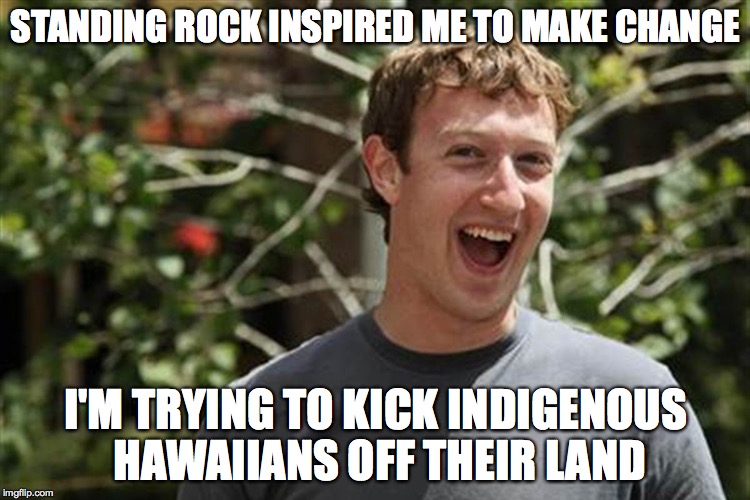 STANDING ROCK INSPIRED ME TO MAKE CHANGE
I'M TRYING TO KICK INDIGENOUS
HAWAIIANS OFF THEIR LAND
imgflip.com